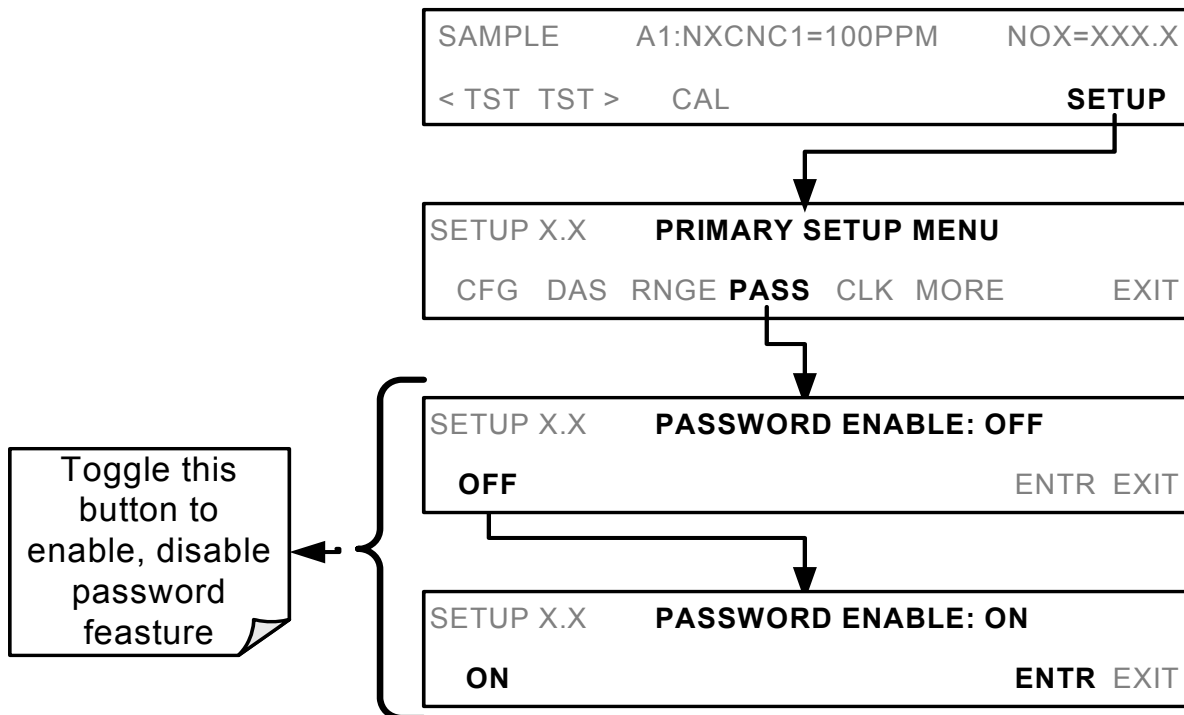 SAMPLE A1:NXCNC1=100PPM NOX=XXX.X
< TST TST > CAL SETUP
SETUP X.X PRIMARY SETUP MENU
CFG DAS RNGE PASS CLK MORE EXIT
SETUP X.X PASSWORD ENABLE: OFF
OFF ENTR EXIT
Toggle this
button to
enable, disable
password
feasture
SETUP X.X PASSWORD ENABLE: ON
ON ENTR EXIT